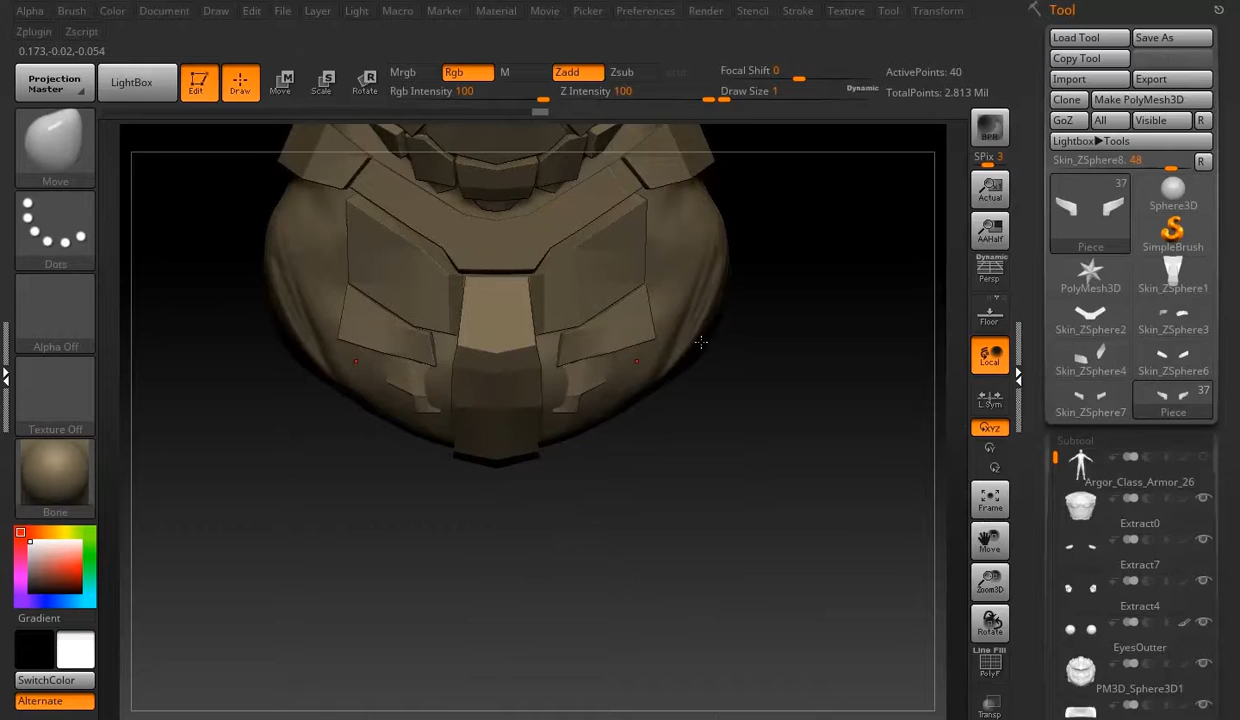 Alpha Brush Color Document Draw Edit File Layer Light Macro Marker Material Movie Picker Preferences Render Stencil Stroke Texture Tool Transform
Zplugin Zscript
0.173,-0.02,-0.054
Projection Master
LightBox
Edit
Draw
Move
Scale
Rotate
Mrgb
Rgb
M
Rgb Intensity 100
Zadd
Zsub
Z Intensity 100
Focal Shift 0
Draw Size 1
Dynamic
ActivePoints: 40
TotalPoints: 2.813 Mil
Move
Dots
Alpha Off
Texture Off
Bone
Gradient
SwitchColor
Alternate
BPR
SPix 3
Actual
AAHalf
Dynamic
Persp
Floor
Local
L.Sym
XYZ
Y
Z
Frame
Move
Zoom3D
Rotate
Line Fill
PolyF
Transp
Tool
Load Tool Save As
Copy Tool
Import Export
Clone Make PolyMesh3D
GoZ All Visible R
Lightbox▶Tools
Skin_ZSphere8. 48 R
37
Piece
Sphere3D
SimpleBrush
PolyMesh3D Skin_ZSphere1
Skin_ZSphere2 Skin_ZSphere3
Skin_ZSphere4 Skin_ZSphere6
37
Skin_ZSphere7 Piece
Subtool
Argor_Class_Armor_26
Extract0
Extract7
Extract4
EyesOutter
PM3D_Sphere3D1